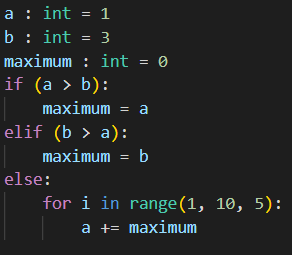 a : int = 1
b : int = 3
maximum : int = 0
if (a > b):
    maximum = a
elif (b > a):
    maximum = b
else:
    for i in range(1, 10, 5):
        a += maximum